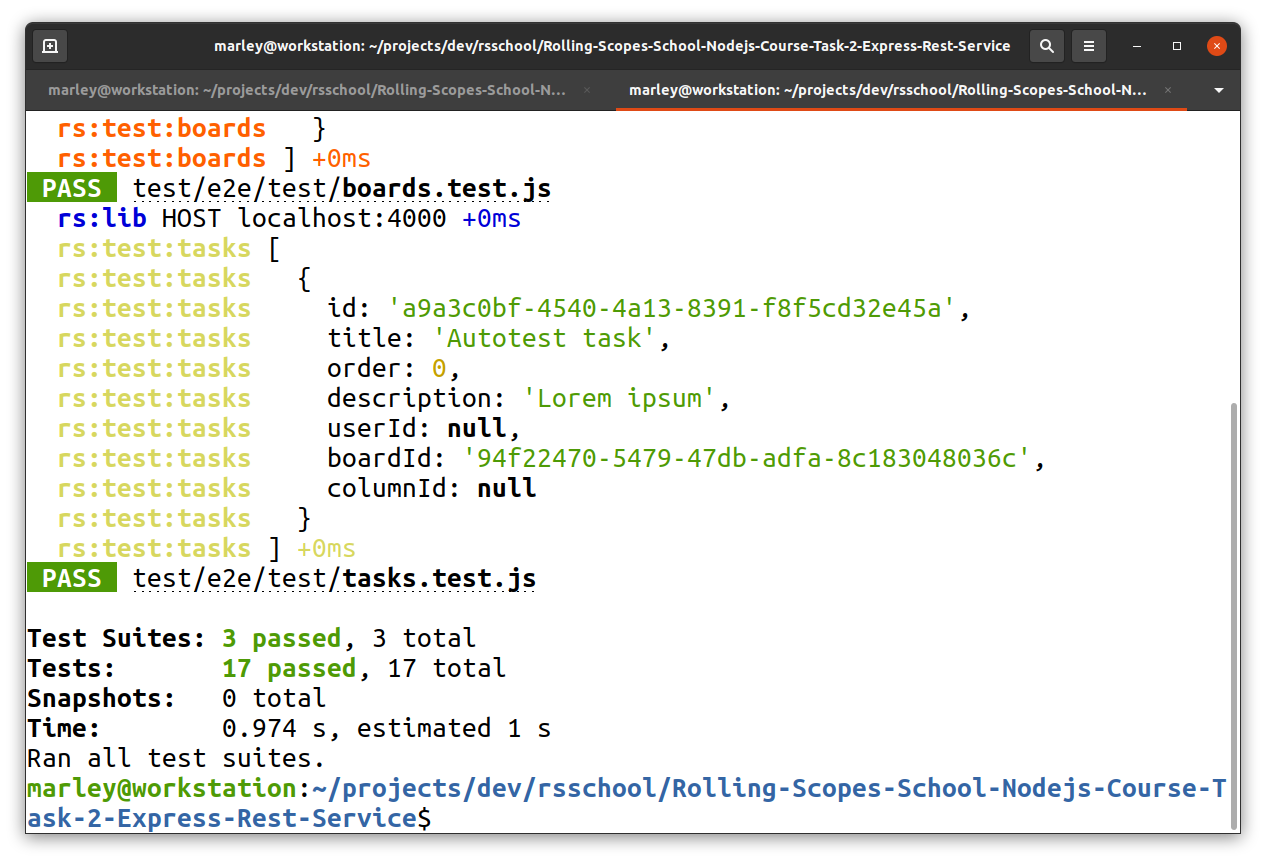 marley@workstation: ~/projects/dev/rsschool/Rolling-Scopes-School-Nodejs-Course-Task-2-Express-Rest-Service
marley@workstation: ~/projects/dev/rsschool/Rolling-Scopes-School-N... × marley@workstation: ~/projects/dev/rsschool/Rolling-Scopes-School-N... ×
rs:test:boards   }
rs:test:boards ] +0ms
PASS test/e2e/test/boards.test.js
rs:lib HOST localhost:4000 +0ms
rs:test:tasks [
rs:test:tasks   {
rs:test:tasks     id: 'a9a3c0bf-4540-4a13-8391-f8f5cd32e45a',
rs:test:tasks     title: 'Autotest task',
rs:test:tasks     order: 0,
rs:test:tasks     description: 'Lorem ipsum',
rs:test:tasks     userId: null,
rs:test:tasks     boardId: '94f22470-5479-47db-adfa-8c183048036c',
rs:test:tasks     columnId: null
rs:test:tasks   }
rs:test:tasks ] +0ms
PASS test/e2e/test/tasks.test.js
Test Suites: 3 passed, 3 total
Tests:       17 passed, 17 total
Snapshots:   0 total
Time:        0.974 s, estimated 1 s
Ran all test suites.
marley@workstation:~/projects/dev/rsschool/Rolling-Scopes-School-Nodejs-Course-T
ask-2-Express-Rest-Service$